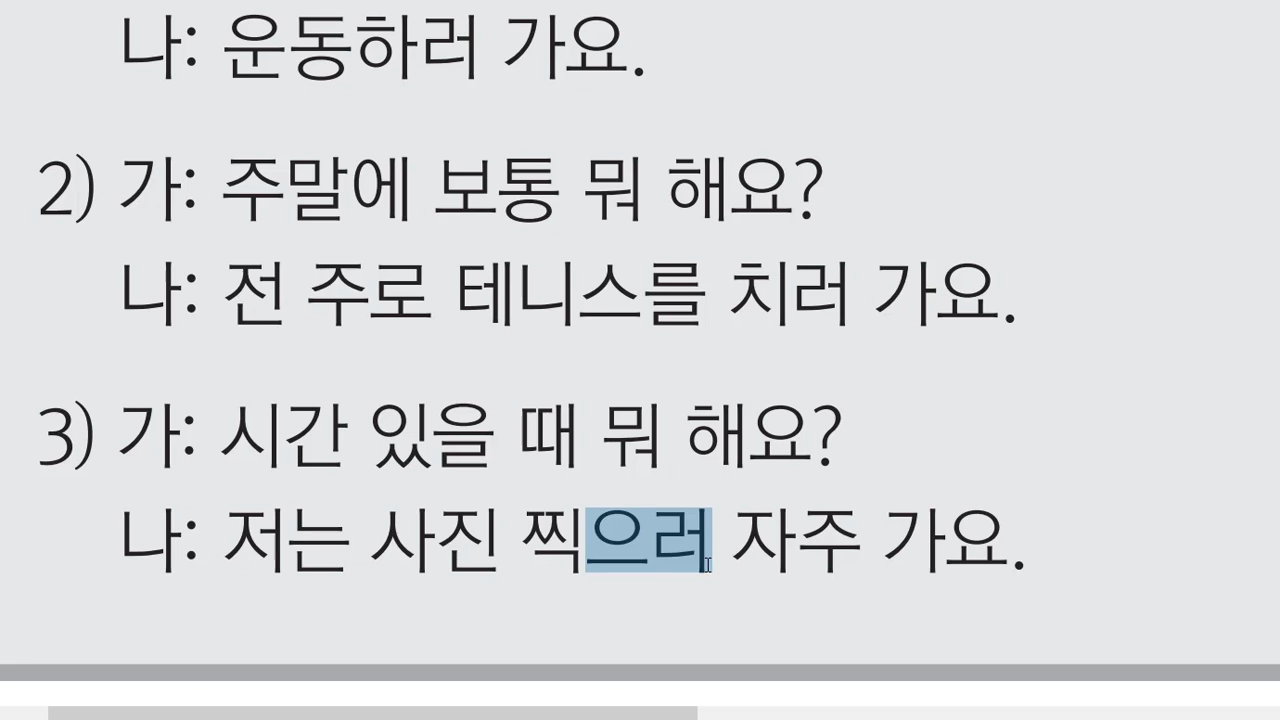 나: 운동하러 가요.
2) 가: 주말에 보통 뭐 해요?
나: 전 주로 테니스를 치러 가요.
3) 가: 시간 있을 때 뭐 해요?
나: 저는 사진 찍으러 자주 가요.